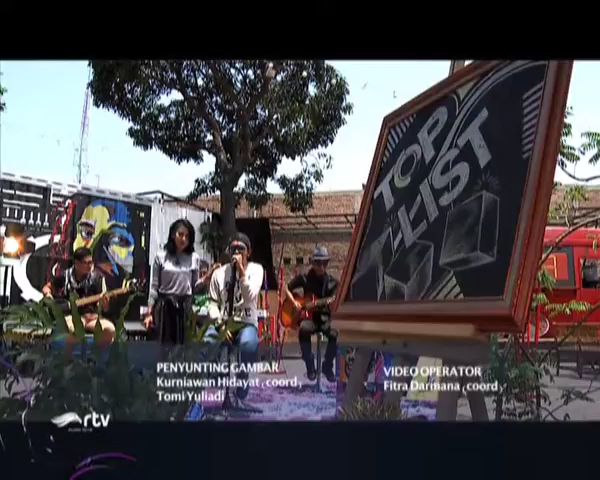 TOP
T-LIST
PENYUNTING GAMBAR
Kurniawan Hidayat (coord)
Tomi Yuliadi
VIDEO OPERATOR
Fitra Darmana (coord)
rtv